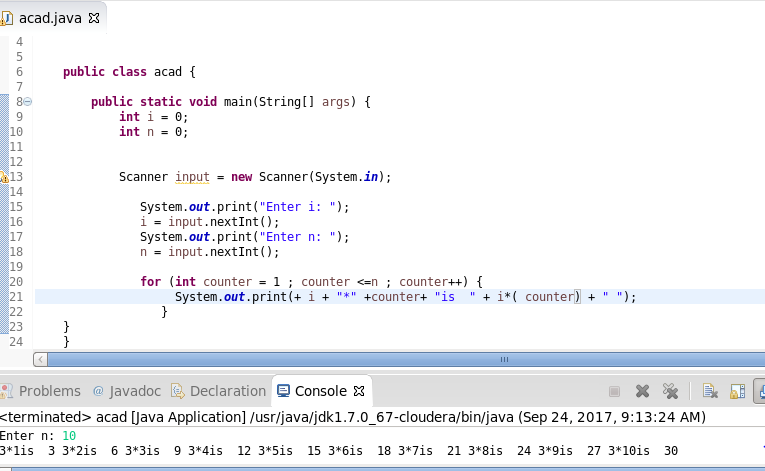 acad.java
4
5
6 public class acad {
7
8 public static void main(String[] args) {
9 int i = 0;
10 int n = 0;
11
12
13 Scanner input = new Scanner(System.in);
14
15 System.out.print("Enter i: ");
16 i = input.nextInt();
17 System.out.print("Enter n: ");
18 n = input.nextInt();
19
20 for (int counter = 1 ; counter <=n ; counter++) {
21 System.out.print(+ i + "*" +counter+ "is  " + i*( counter) + " ");
22 }
23 }
24 }
Problems @ Javadoc Declaration Console
<terminated> acad [Java Application] /usr/java/jdk1.7.0_67-cloudera/bin/java (Sep 24, 2017, 9:13:24 AM)
Enter n: 10
3*1is  3 3*2is  6 3*3is  9 3*4is  12 3*5is  15 3*6is  18 3*7is  21 3*8is  24 3*9is  27 3*10is  30